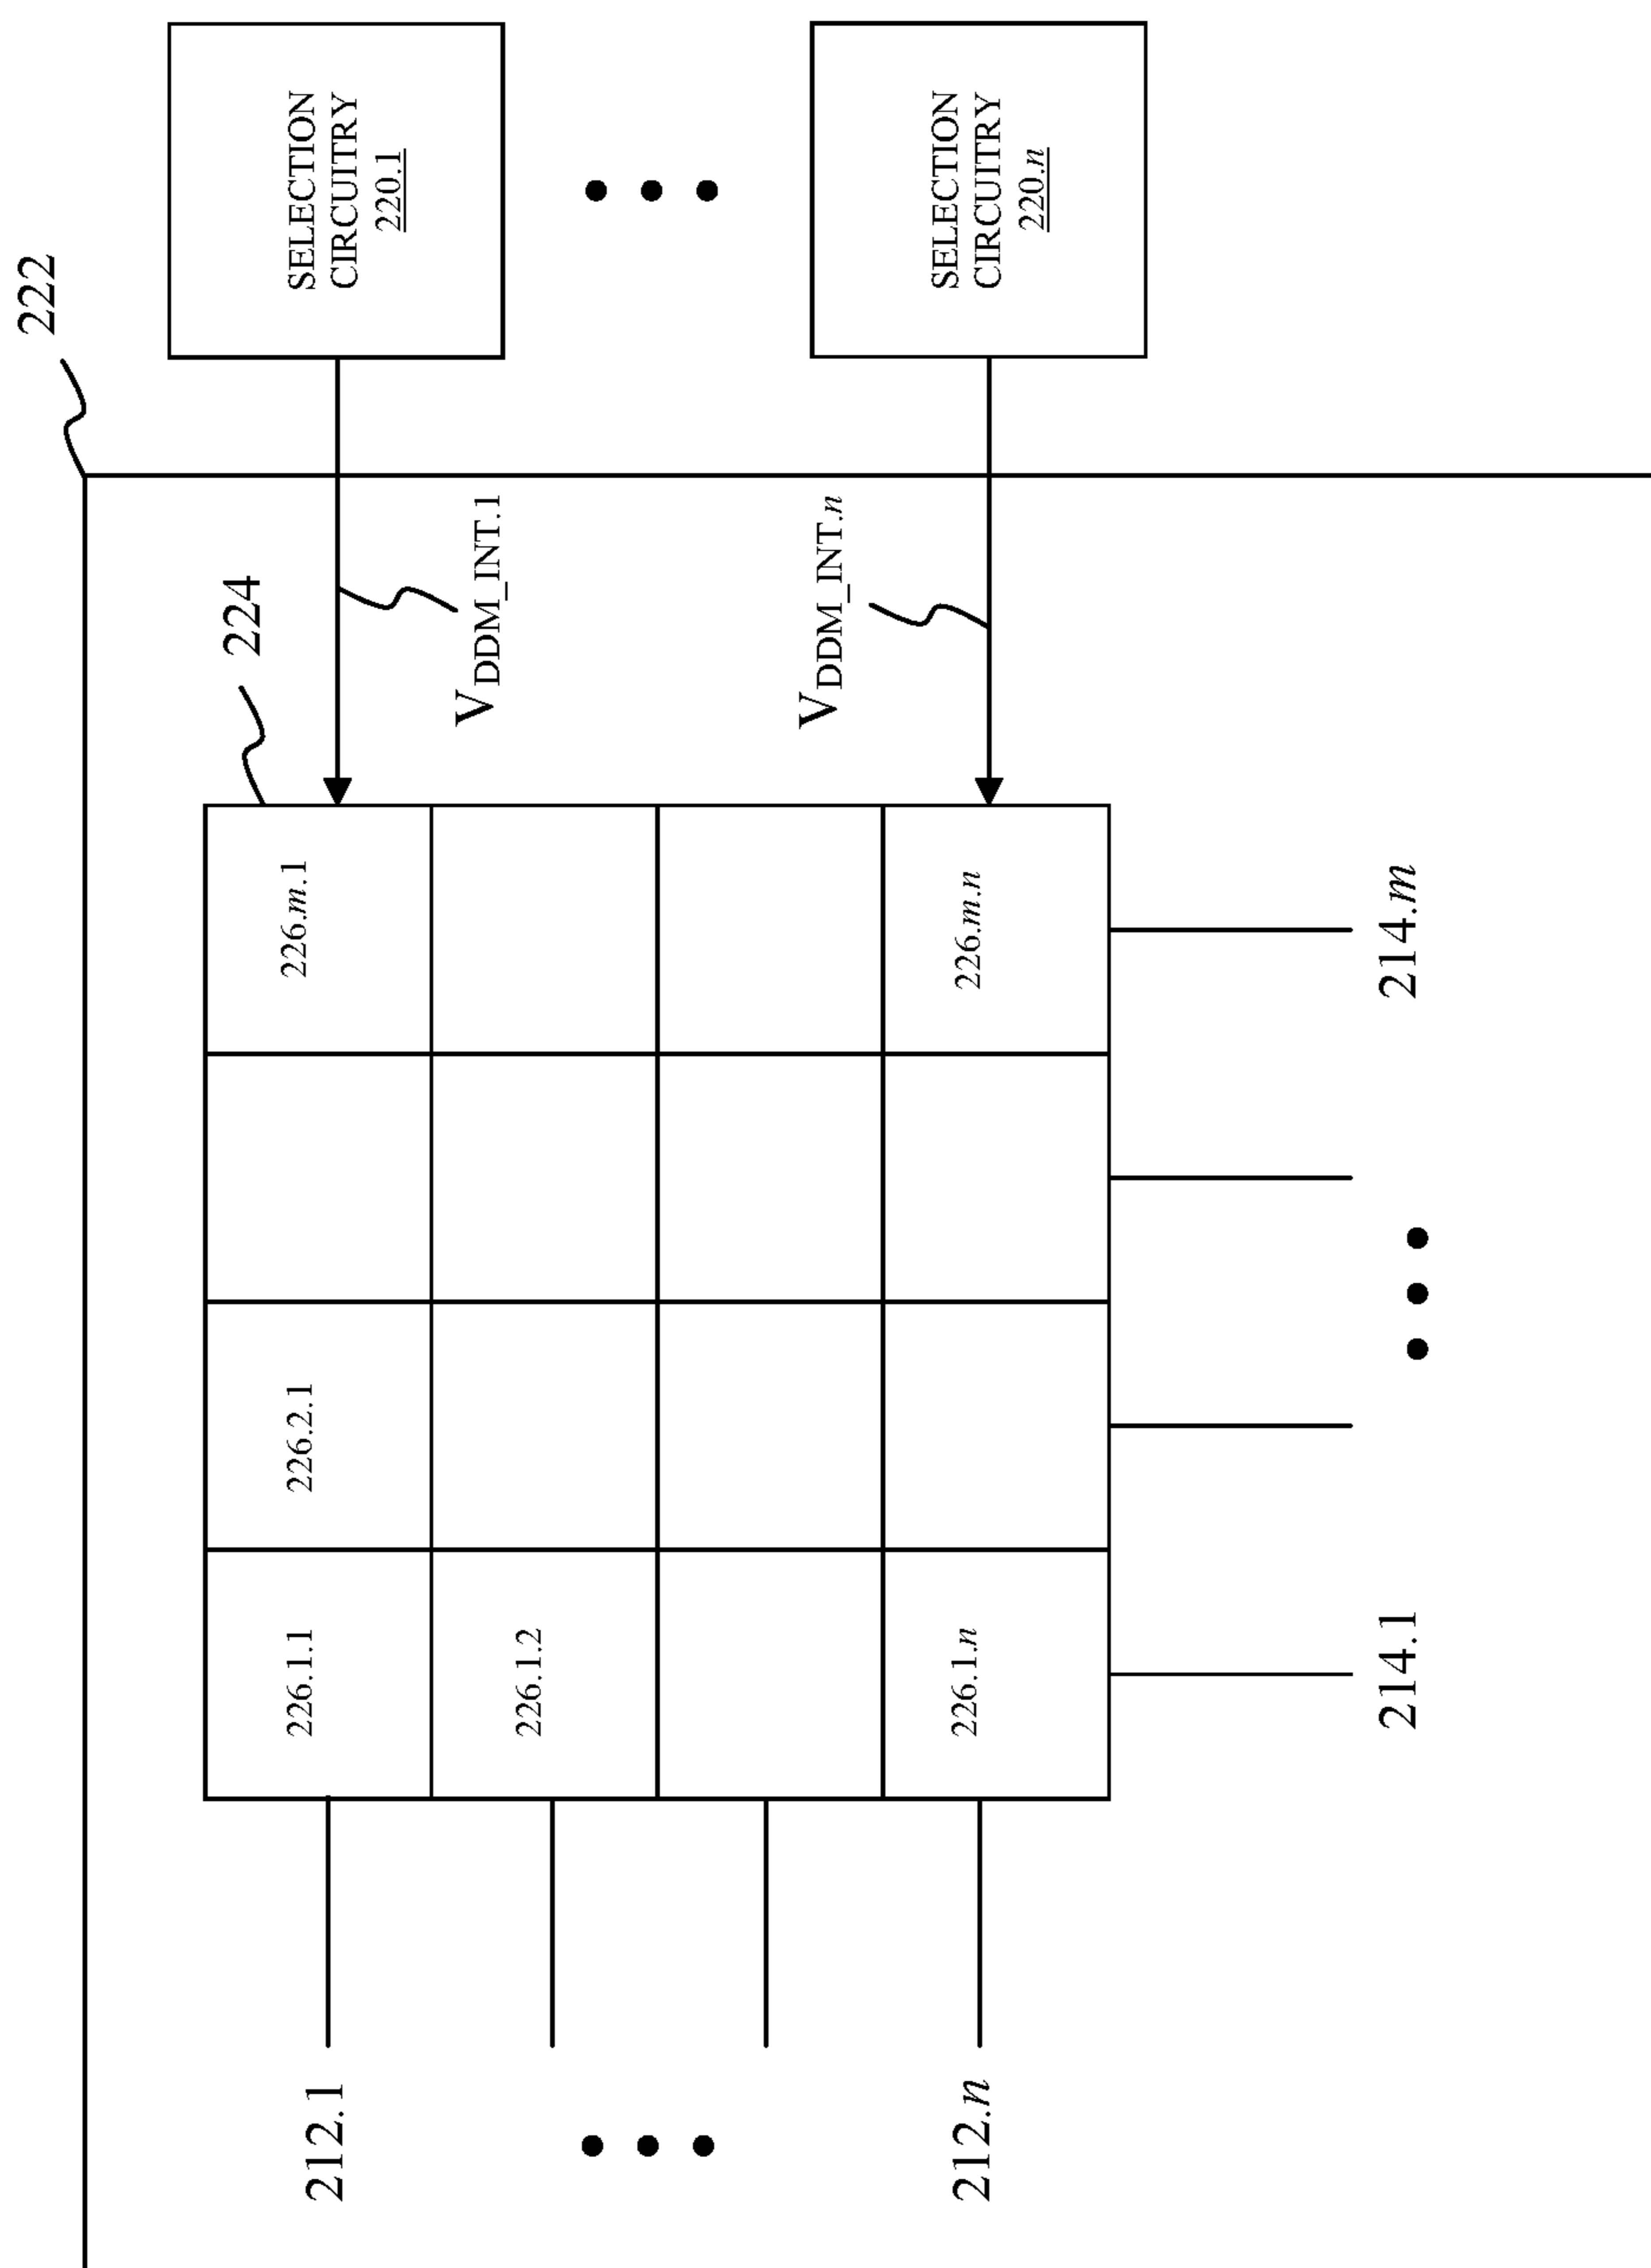 222
224
212.1
226.1.1
226.2.1
226.m.1
SELECTION
CIRCUITRY
220.1
VDDM_INT.1
226.1.2
VDDM_INT.n
212.n
226.1.n
226.m.n
SELECTION
CIRCUITRY
220.n
214.1
214.m